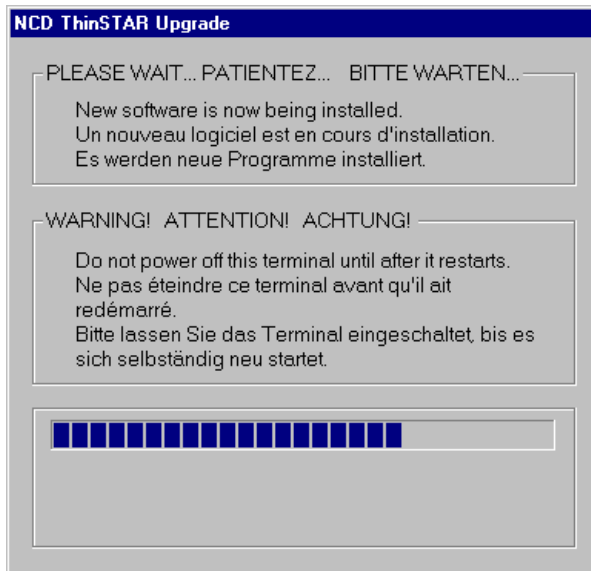 NCD ThinSTAR Upgrade
PLEASE WAIT... PATIENTEZ... BITTE WARTEN...
New software is now being installed.
Un nouveau logiciel est en cours d'installation.
Es werden neue Programme installiert.
WARNING! ATTENTION! ACHTUNG!
Do not power off this terminal until after it restarts.
Ne pas éteindre ce terminal avant qu'il ait
redémarré.
Bitte lassen Sie das Terminal eingeschaltet, bis es
sich selbständig neu startet.